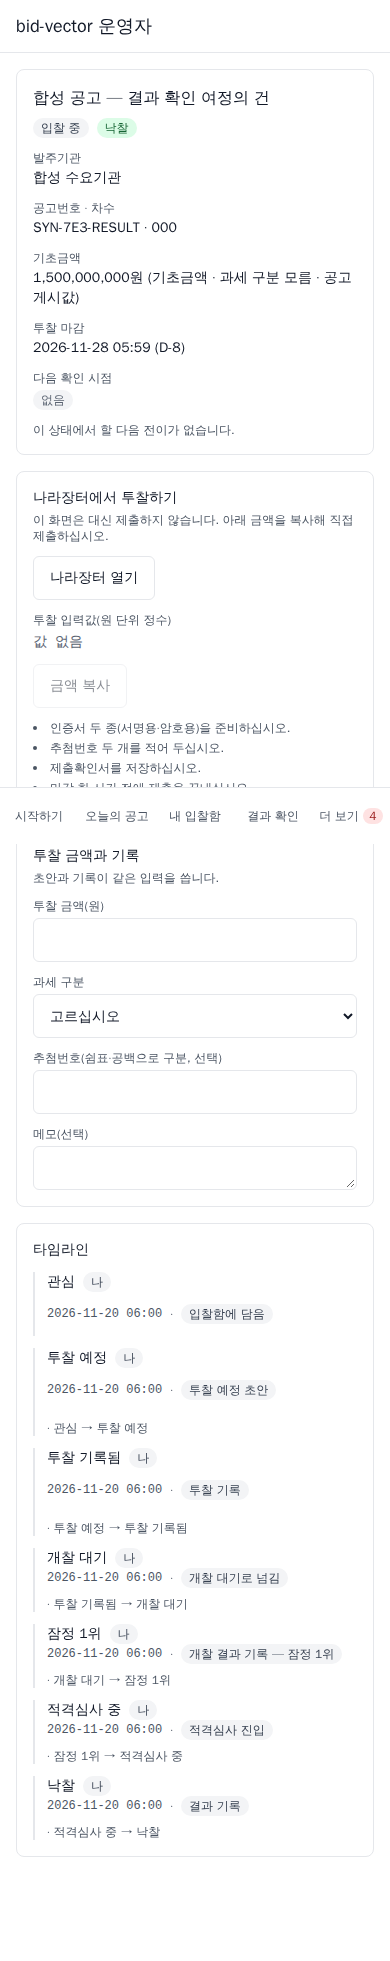 bid-vector 운영자
합성 공고 — 결과 확인 여정의 건
입찰 중 낙찰
발주기관
합성 수요기관
공고번호 · 차수
SYN-7E3-RESULT · 000
기초금액
1,500,000,000원 (기초금액 · 과세 구분 모름 · 공고
게시값)
투찰 마감
2026-11-28 05:59 (D-8)
다음 확인 시점
없음
이 상태에서 할 다음 전이가 없습니다.
나라장터에서 투찰하기
이 화면은 대신 제출하지 않습니다. 아래 금액을 복사해 직접
제출하십시오.
나라장터 열기
투찰 입력값(원 단위 정수)
값 없음
금액 복사
• 인증서 두 종(서명용·암호용)을 준비하십시오.
• 추첨번호 두 개를 적어 두십시오.
• 제출확인서를 저장하십시오.
시작하기 오늘의 공고 내 입찰함 결과 확인 더 보기 4
투찰 금액과 기록
초안과 기록이 같은 입력을 씁니다.
투찰 금액(원)
과세 구분
고르십시오
추첨번호(쉼표·공백으로 구분, 선택)
메모(선택)
타임라인
관심 나
2026-11-20 06:00 · 입찰함에 담음
투찰 예정 나
2026-11-20 06:00 · 투찰 예정 초안
· 관심 → 투찰 예정
투찰 기록됨 나
2026-11-20 06:00 · 투찰 기록
· 투찰 예정 → 투찰 기록됨
개찰 대기 나
2026-11-20 06:00 · 개찰 대기로 넘김
· 투찰 기록됨 → 개찰 대기
잠정 1위 나
2026-11-20 06:00 · 개찰 결과 기록 — 잠정 1위
· 개찰 대기 → 잠정 1위
적격심사 중 나
2026-11-20 06:00 · 적격심사 진입
· 잠정 1위 → 적격심사 중
낙찰 나
2026-11-20 06:00 · 결과 기록
· 적격심사 중 → 낙찰